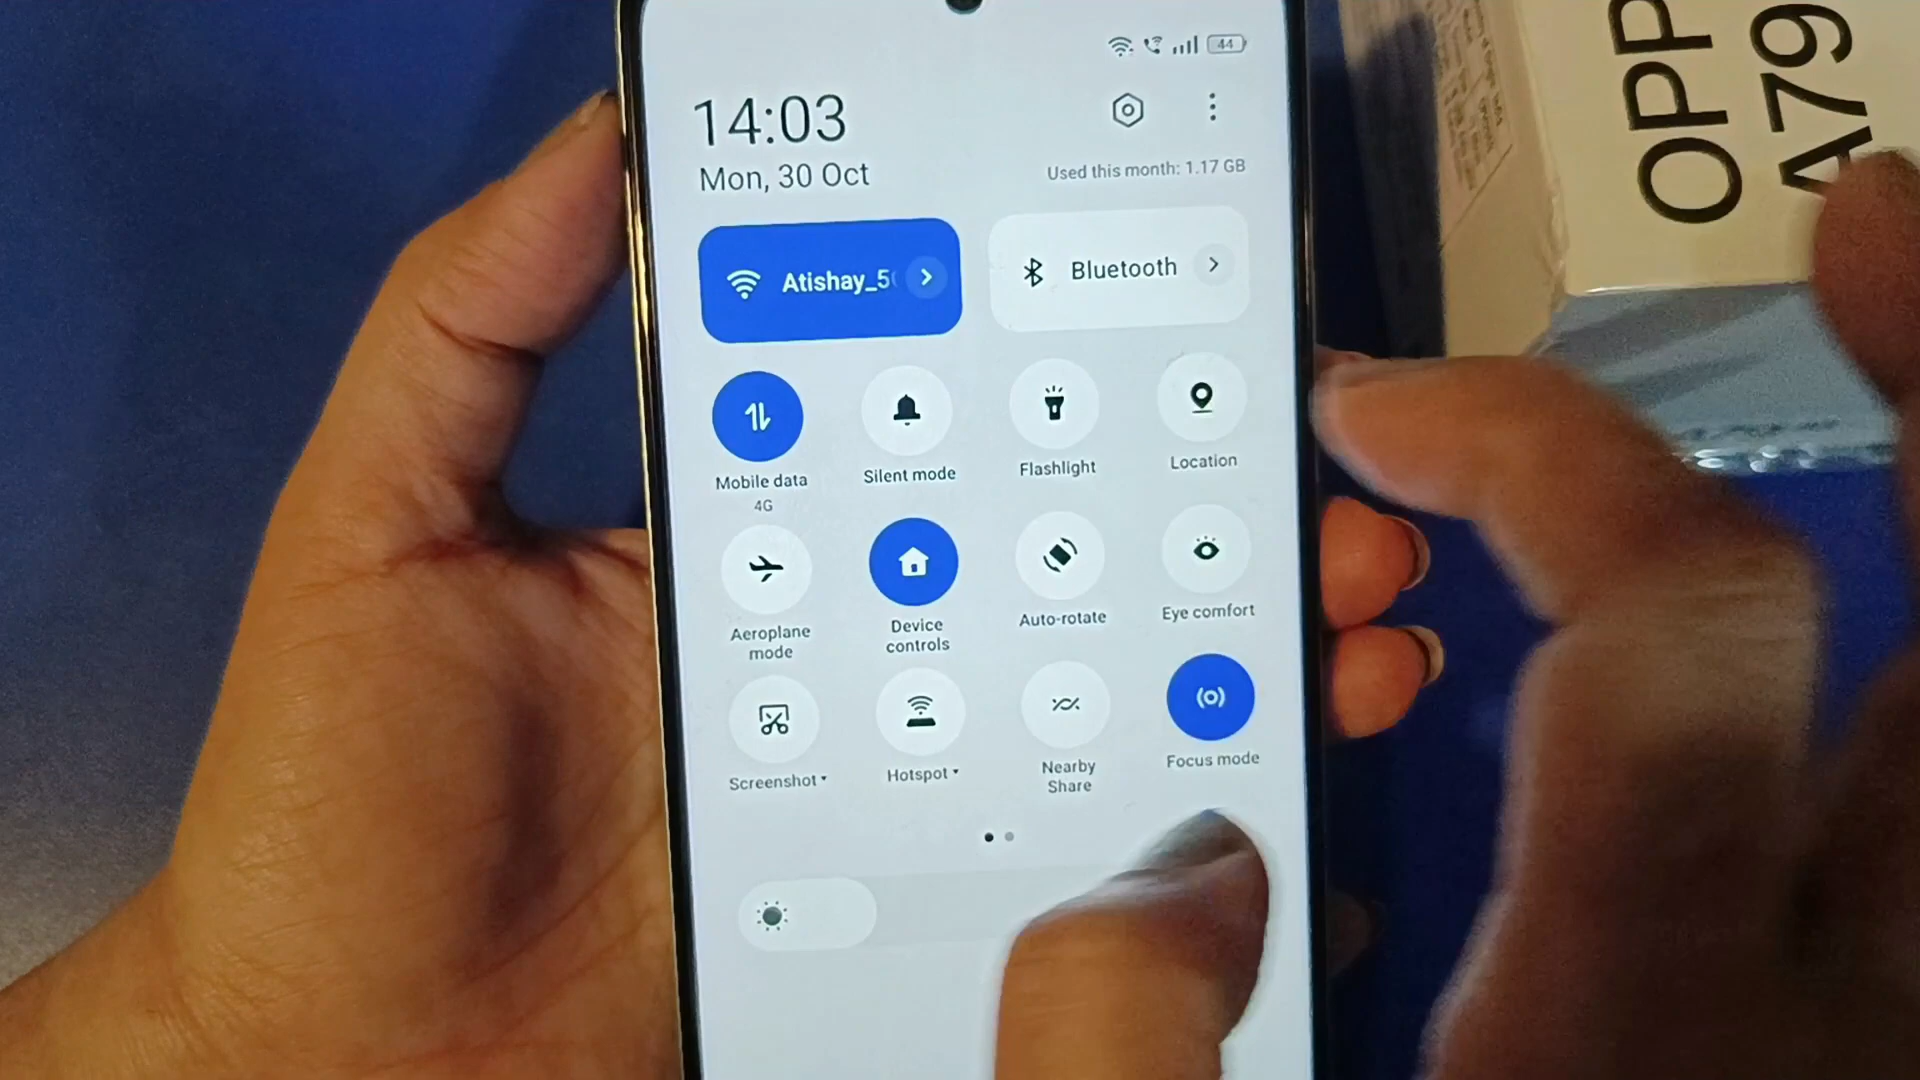 44
14:03
Mon, 30 Oct
Used this month: 1.17 GB
Atishay_5
Bluetooth
Mobile data
4G
Silent mode
Flashlight
Location
Aeroplane
mode
Device
controls
Auto-rotate
Eye comfort
Screenshot
Hotspot
Nearby
Share
Focus mode
OPP
A79